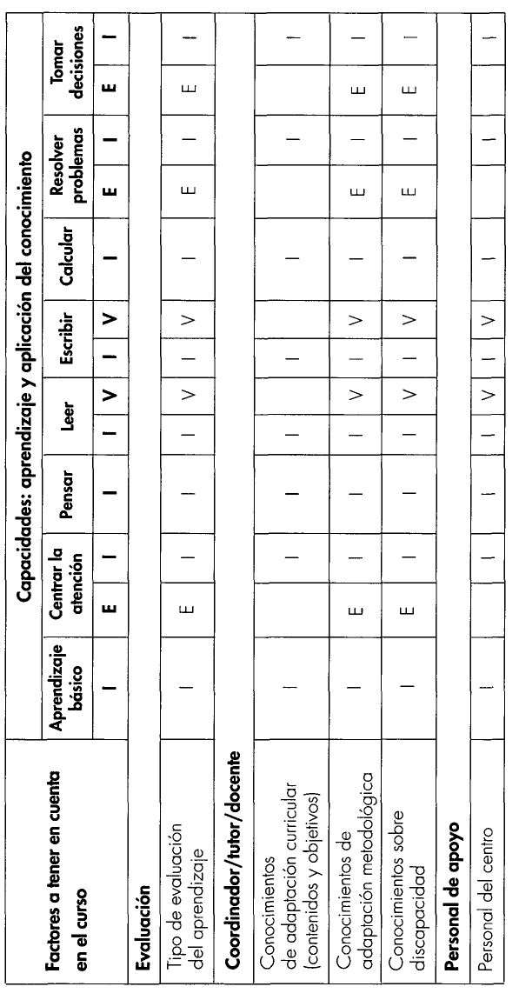 Capacidades: aprendizaje y aplicación del conocimiento
Factores a tener en cuenta
en el curso
Aprendizaje
básico
Centrar la
atención
Pensar
Leer
Escribir
Calcular
Resolver
problemas
Tomar
decisiones
I E I I I V I V I E I E I
Evaluación
Tipo de evaluación
del aprendizaje
I E I I I V I V I E I E I
Coordinador/tutor/docente
Conocimientos
de adaptación curricular
(contenidos y objetivos)
I I I I I I I I
Conocimientos de
adaptación metodológica
I E I I I V I V I E I E I
Conocimientos sobre
discapacidad
I E I I I V I V I E I E I
Personal de apoyo
Personal del centro
I I I I V I V I I I